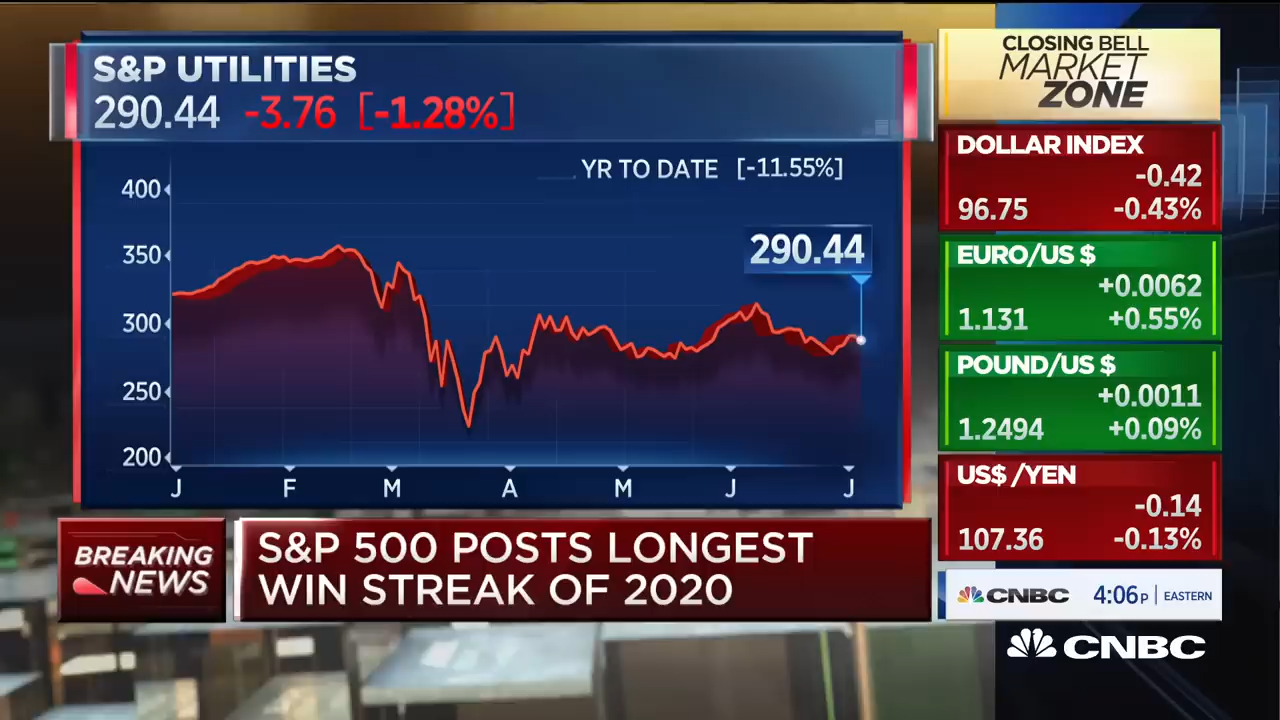 S&P UTILITIES
290.44 -3.76 [-1.28%]
YR TO DATE [-11.55%]
400
350
300
250
200
290.44
J F M A M J J
BREAKING NEWS
S&P 500 POSTS LONGEST
WIN STREAK OF 2020
CLOSING BELL
MARKET
ZONE
DOLLAR INDEX
-0.42
96.75 -0.43%
EURO/US $
+0.0062
1.131 +0.55%
POUND/US $
+0.0011
1.2494 +0.09%
US$ /YEN
-0.14
107.36 -0.13%
CNBC 4:06P EASTERN
CNBC